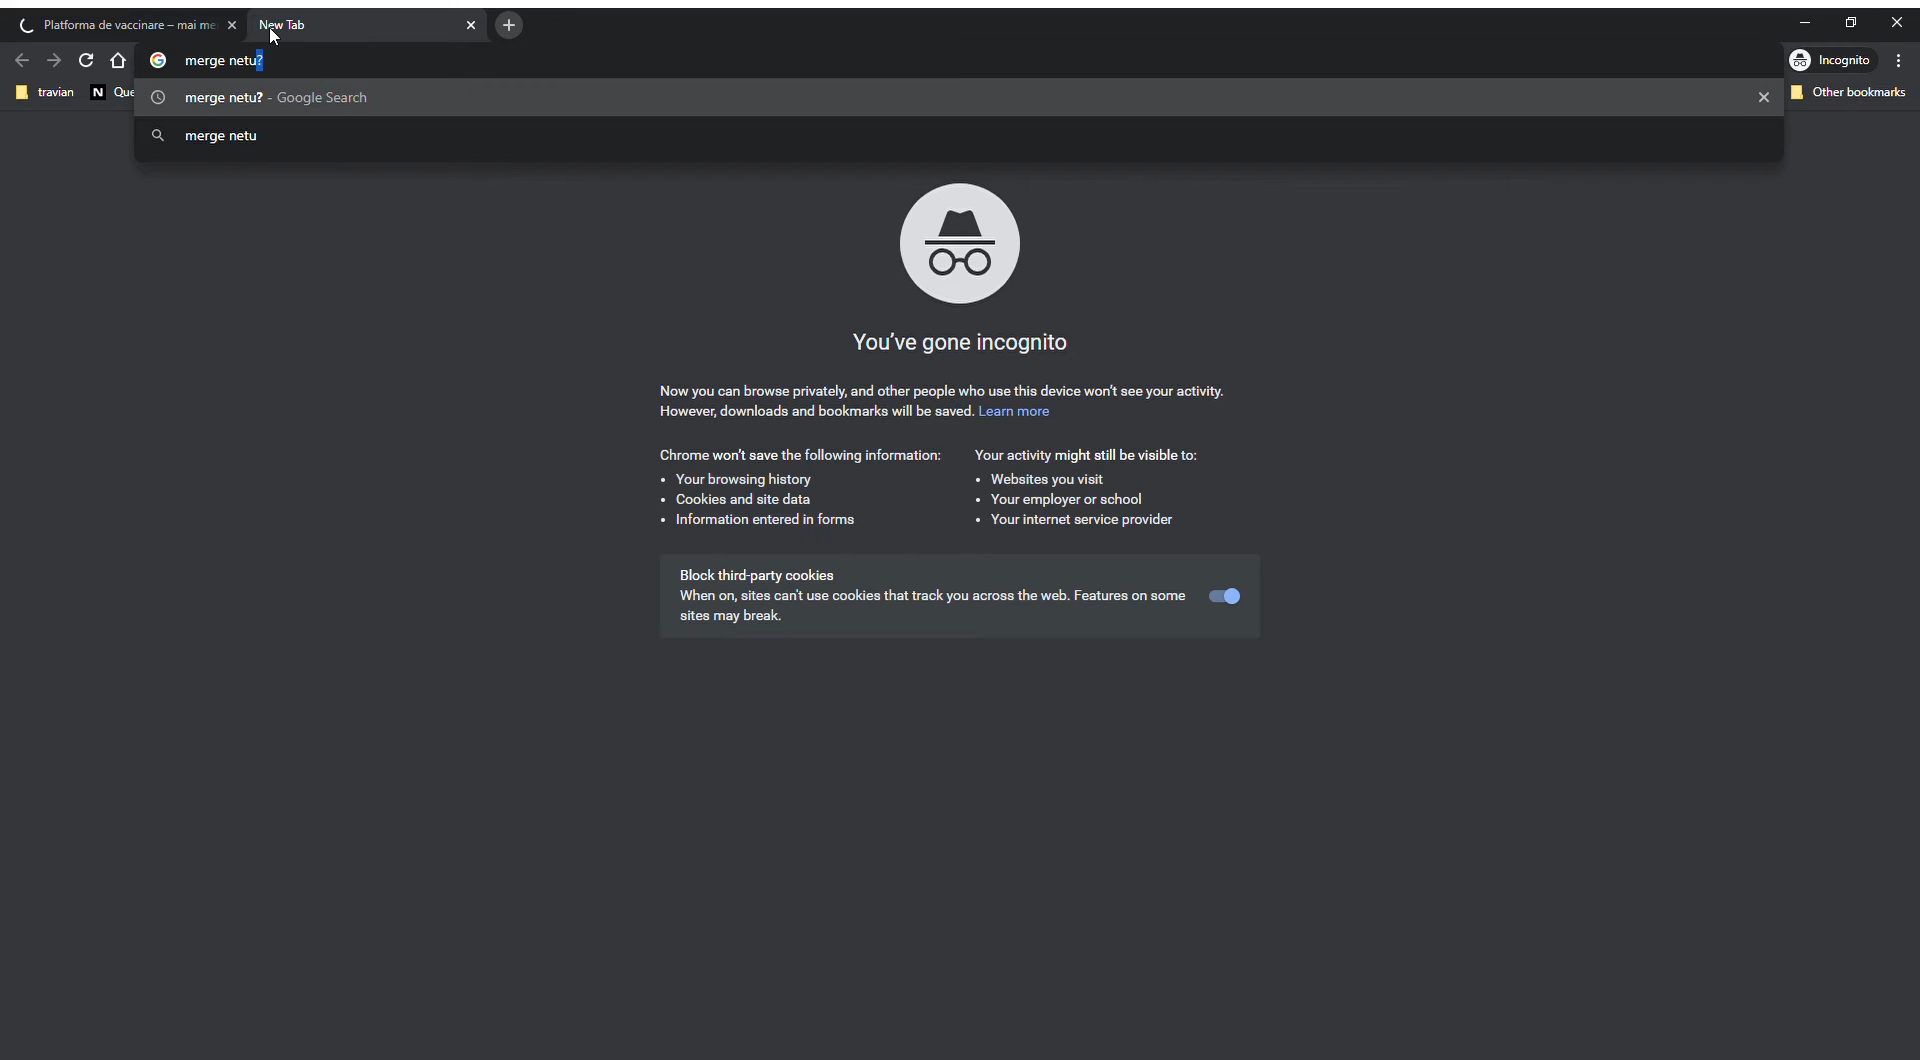 Platforma de vaccinare – mai me
New Tab
merge netu?
Incognito
travian
N Que
merge netu? - Google Search
Other bookmarks
merge netu
You've gone incognito
Now you can browse privately, and other people who use this device won't see your activity.
However, downloads and bookmarks will be saved. Learn more
Chrome won't save the following information:
• Your browsing history
• Cookies and site data
• Information entered in forms
Your activity might still be visible to:
• Websites you visit
• Your employer or school
• Your internet service provider
Block third-party cookies
When on, sites can't use cookies that track you across the web. Features on some
sites may break.